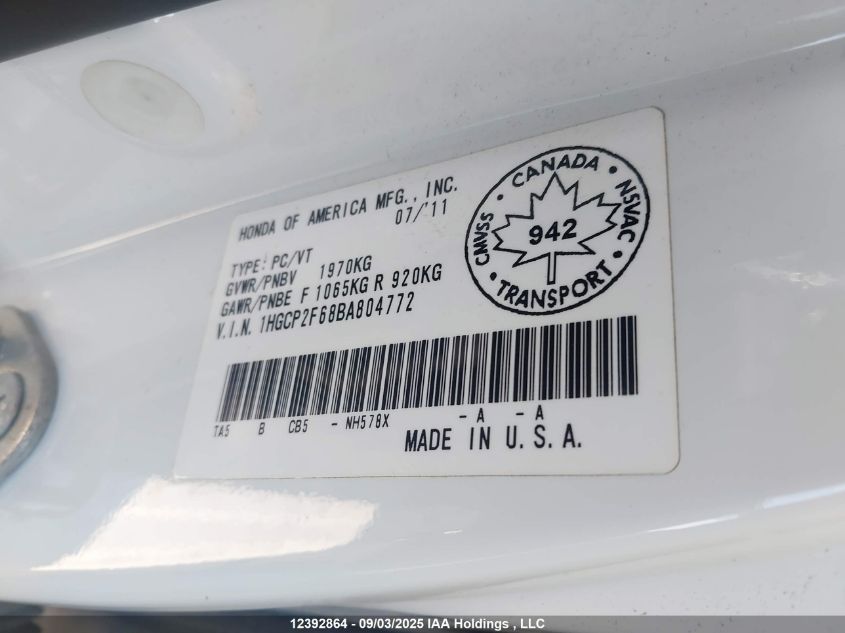 HONDA OF AMERICA MFG., INC.
07/'11
TYPE: PC/VT
GVWR/PNBV 1970KG
GAWR/PNBE F 1065KG R 920KG
V.I.N. 1HGCP2F68BA804772
CANADA • NSVAC • TRANSPORT • CMVSS •
942
TA5 B CB5 - NH578X - A - A
MADE IN U.S.A.
12392864 - 09/03/2025 IAA Holdings , LLC